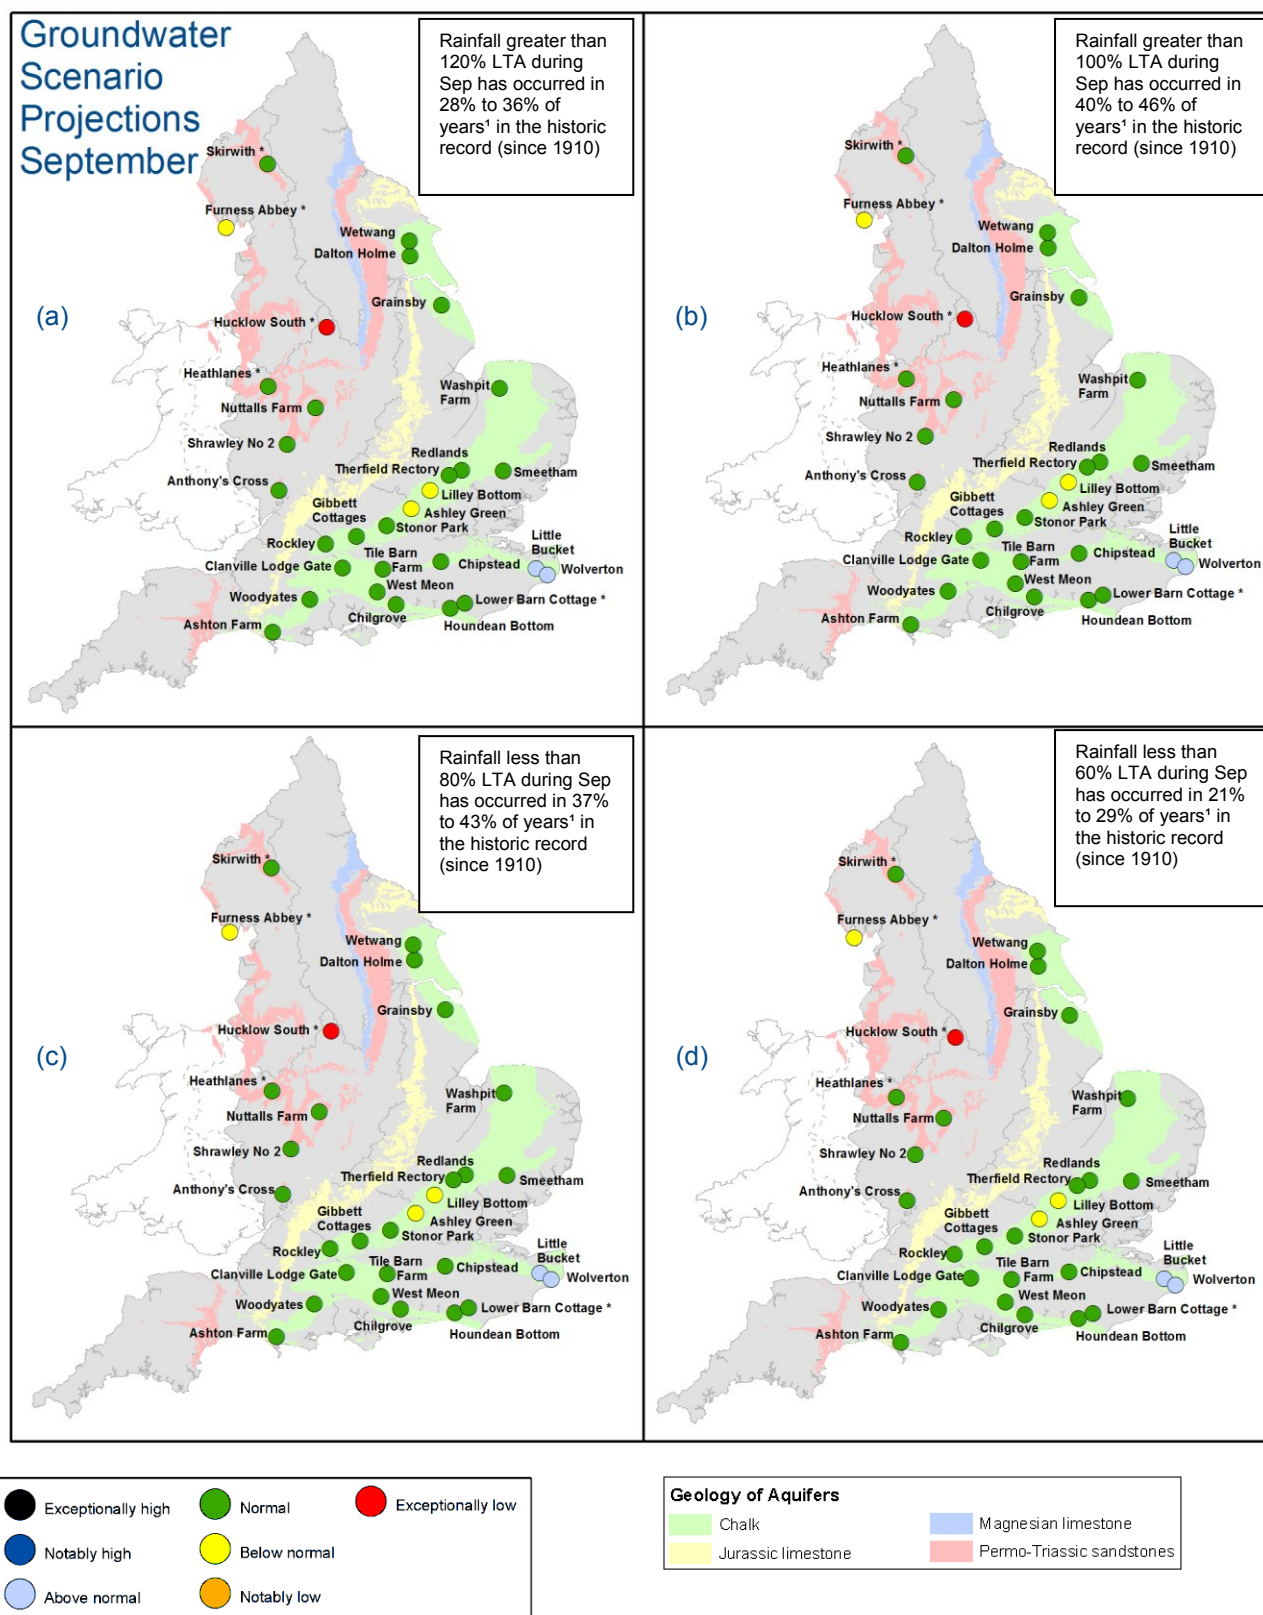 Groundwater
Scenario
Projections
September
Rainfall greater than
120% LTA during
Sep has occurred in
28% to 36% of
years¹ in the historic
record (since 1910)
(a)
Skirwith *
Furness Abbey *
Wetwang
Dalton Holme
Grainsby
Hucklow South *
Heathlanes *
Washpit
Farm
Nuttalls Farm
Shrawley No 2
Redlands
Therfield Rectory
Smeetham
Anthony's Cross
Lilley Bottom
Gibbett
Cottages
Ashley Green
Stonor Park
Rockley
Little
Bucket
Tile Barn
Farm
Chipstead
Clanville Lodge Gate
Wolverton
West Meon
Woodyates
Lower Barn Cottage *
Chilgrove
Ashton Farm
Houndean Bottom
Rainfall greater than
100% LTA during
Sep has occurred in
40% to 46% of
years¹ in the historic
record (since 1910)
(b)
Skirwith *
Furness Abbey *
Wetwang
Dalton Holme
Grainsby
Hucklow South *
Heathlanes *
Washpit
Farm
Nuttalls Farm
Shrawley No 2
Redlands
Therfield Rectory
Smeetham
Anthony's Cross
Lilley Bottom
Gibbett
Cottages
Ashley Green
Stonor Park
Rockley
Little
Bucket
Tile Barn
Farm
Chipstead
Clanville Lodge Gate
Wolverton
West Meon
Woodyates
Lower Barn Cottage *
Chilgrove
Ashton Farm
Houndean Bottom
Rainfall less than
80% LTA during Sep
has occurred in 37%
to 43% of years¹ in
the historic record
(since 1910)
(c)
Skirwith *
Furness Abbey *
Wetwang
Dalton Holme
Grainsby
Hucklow South *
Heathlanes *
Washpit
Farm
Nuttalls Farm
Shrawley No 2
Redlands
Therfield Rectory
Smeetham
Anthony's Cross
Lilley Bottom
Gibbett
Cottages
Ashley Green
Stonor Park
Rockley
Little
Bucket
Tile Barn
Farm
Chipstead
Clanville Lodge Gate
Wolverton
West Meon
Woodyates
Lower Barn Cottage *
Chilgrove
Ashton Farm
Houndean Bottom
Rainfall less than
60% LTA during Sep
has occurred in 21%
to 29% of years¹ in
the historic record
(since 1910)
(d)
Skirwith *
Furness Abbey *
Wetwang
Dalton Holme
Grainsby
Hucklow South *
Heathlanes *
Washpit
Farm
Nuttalls Farm
Shrawley No 2
Redlands
Therfield Rectory
Smeetham
Anthony's Cross
Lilley Bottom
Gibbett
Cottages
Ashley Green
Stonor Park
Rockley
Little
Bucket
Tile Barn
Farm
Chipstead
Clanville Lodge Gate
Wolverton
West Meon
Woodyates
Lower Barn Cottage *
Chilgrove
Ashton Farm
Houndean Bottom
Exceptionally high
Normal
Exceptionally low
Notably high
Below normal
Above normal
Notably low
Geology of Aquifers
Chalk
Magnesian limestone
Jurassic limestone
Permo-Triassic sandstones